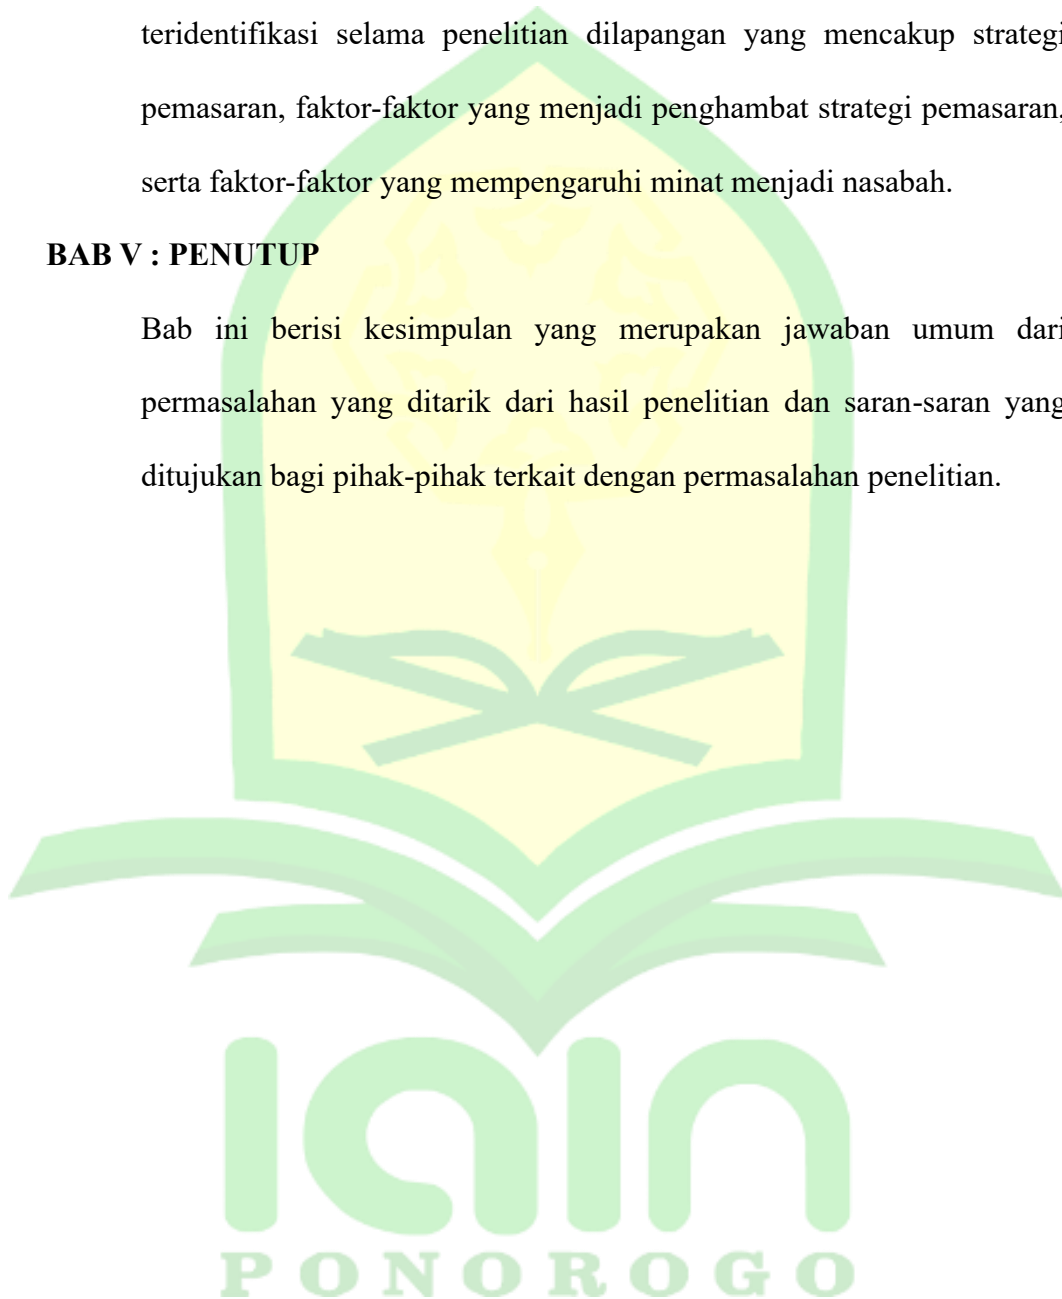 teridentifikasi selama penelitian dilapangan yang mencakup strategi
pemasaran, faktor-faktor yang menjadi penghambat strategi pemasaran,
serta faktor-faktor yang mempengaruhi minat menjadi nasabah.
BAB V : PENUTUP
Bab ini berisi kesimpulan yang merupakan jawaban umum dari
permasalahan yang ditarik dari hasil penelitian dan saran-saran yang
ditujukan bagi pihak-pihak terkait dengan permasalahan penelitian.
iain
PONOROGO